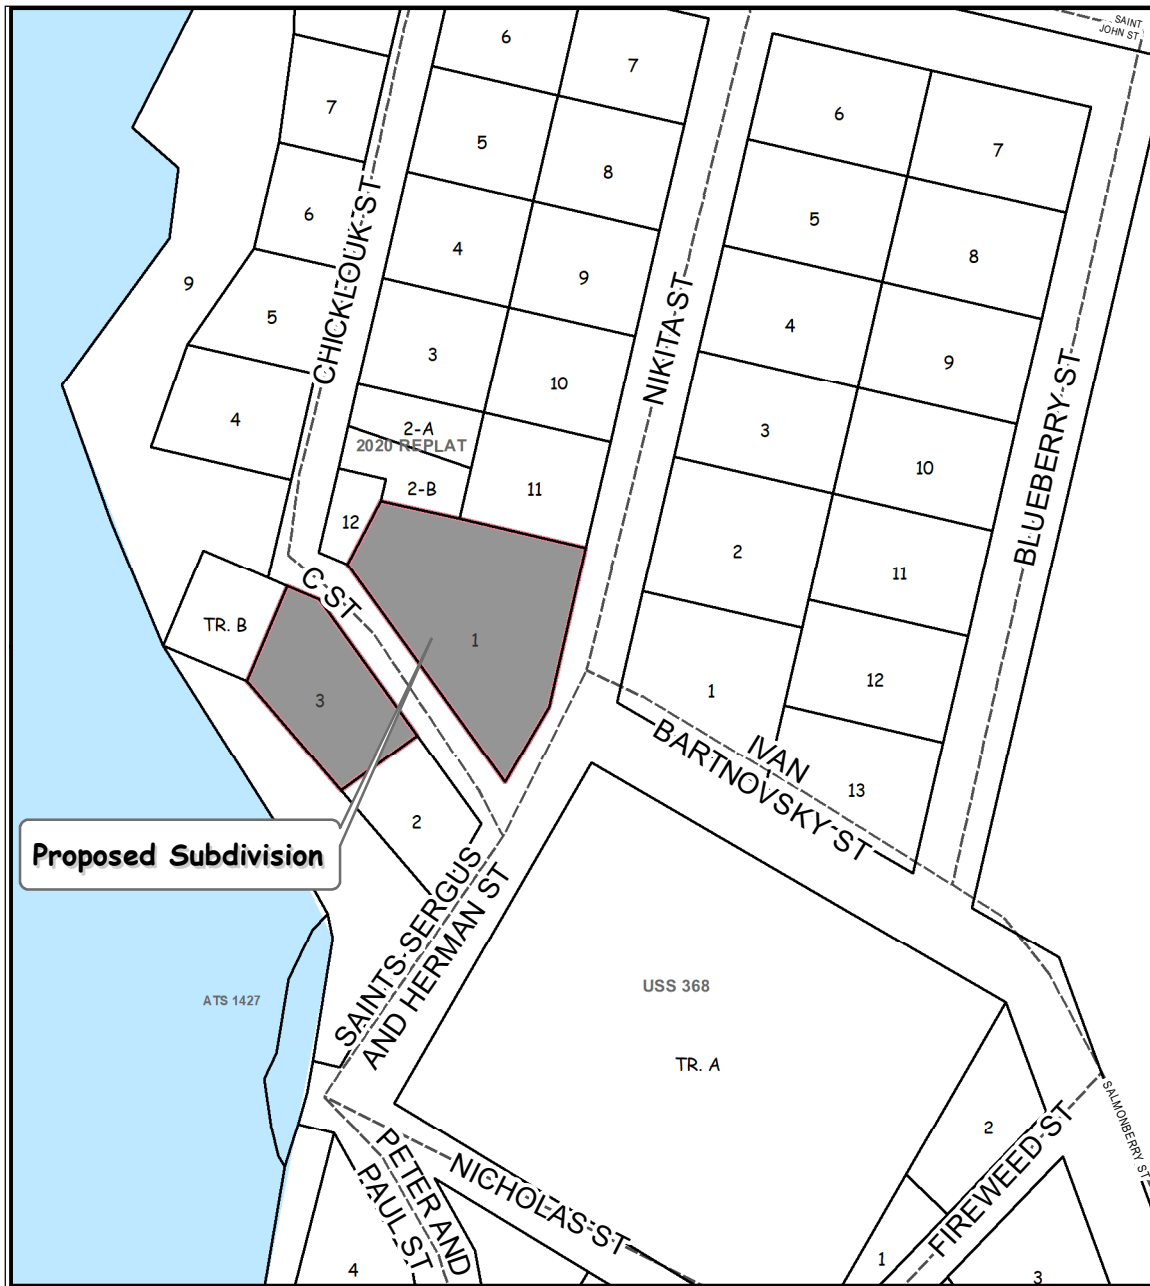 SAINT
JOHN ST
6
7
7
6
5
8
4
9
3
10
2-A
2020 REPLAT
2-B
11
12
6
5
4
9
CHICKLOUK ST
NIKITA ST
BLUEBERRY ST
6
7
5
8
4
9
3
10
2
11
1
12
13
C ST
TR. B
3
1
2
IVAN
BARTNOVSKY ST
Proposed Subdivision
SAINTS SERGUS
AND HERMAN ST
ATS 1427
USS 368
TR. A
2
SALMONBERRY ST
FIREWEED ST
PETER AND
PAUL ST
NICHOLAS ST
4
1
3